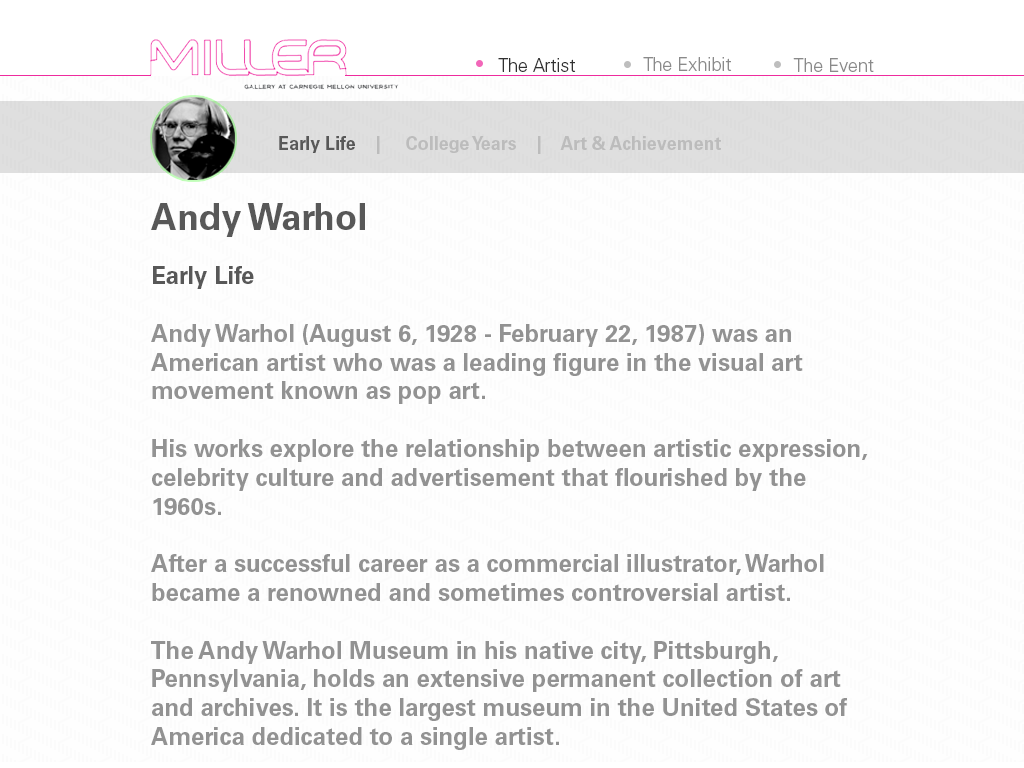 MILLER
GALLERY AT CARNEGIE MELLON UNIVERSITY
• The Artist • The Exhibit • The Event
Early Life | College Years | Art & Achievement
Andy Warhol
Early Life
Andy Warhol (August 6, 1928 - February 22, 1987) was an
American artist who was a leading figure in the visual art
movement known as pop art.
His works explore the relationship between artistic expression,
celebrity culture and advertisement that flourished by the
1960s.
After a successful career as a commercial illustrator, Warhol
became a renowned and sometimes controversial artist.
The Andy Warhol Museum in his native city, Pittsburgh,
Pennsylvania, holds an extensive permanent collection of art
and archives. It is the largest museum in the United States of
America dedicated to a single artist.